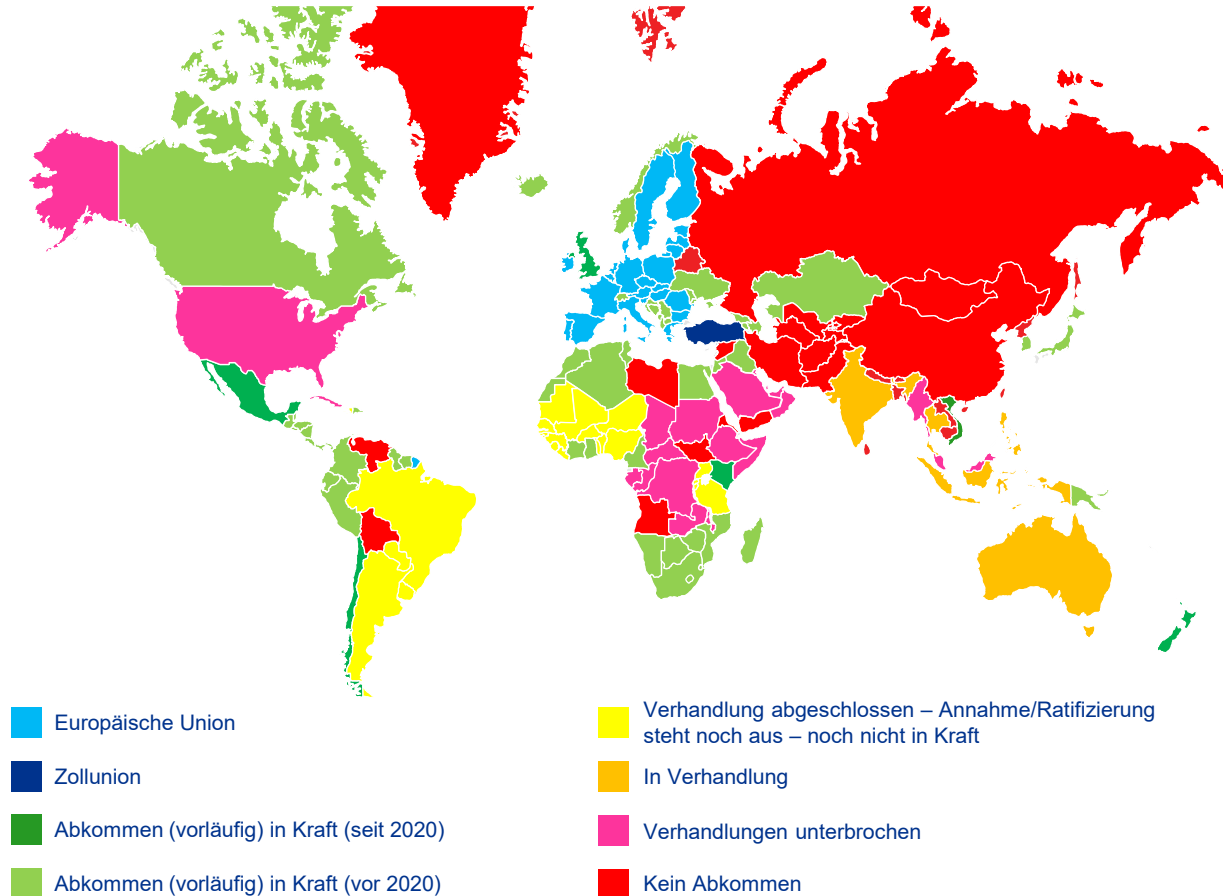 Europäische Union
Zollunion
Abkommen (vorläufig) in Kraft (seit 2020)
Abkommen (vorläufig) in Kraft (vor 2020)
Verhandlung abgeschlossen – Annahme/Ratifizierung
steht noch aus – noch nicht in Kraft
In Verhandlung
Verhandlungen unterbrochen
Kein Abkommen